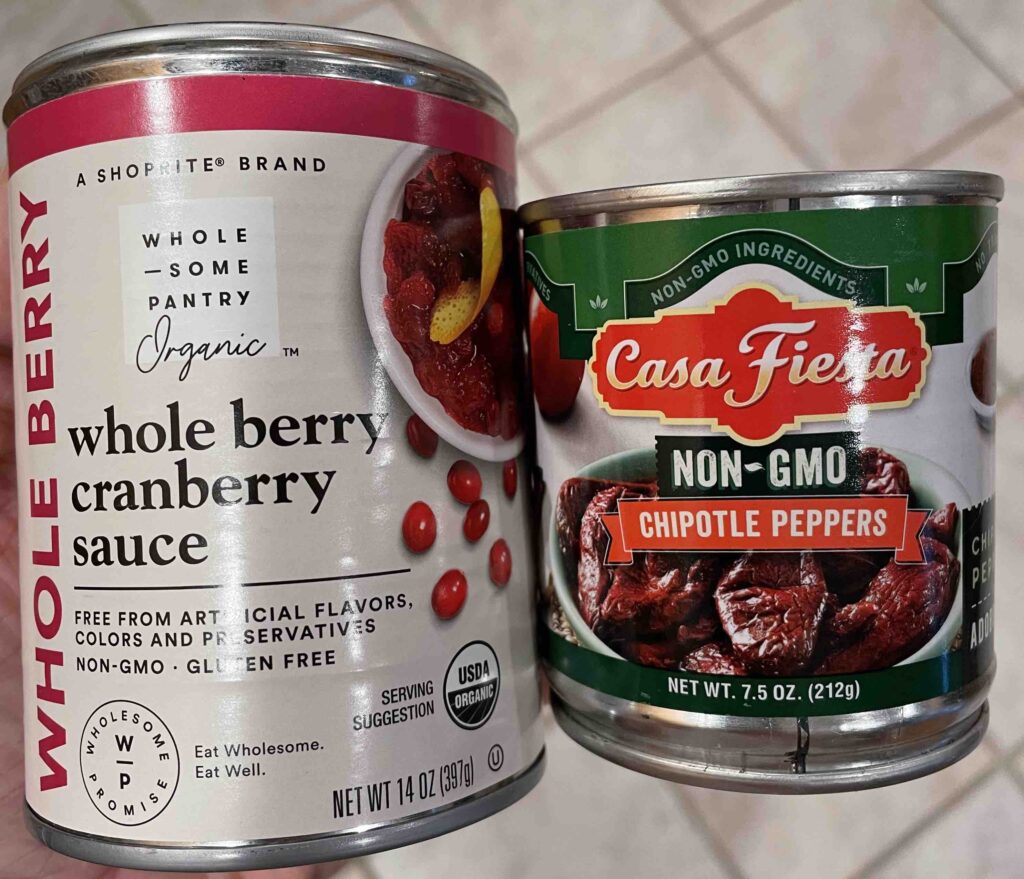 A SHOPRITE® BRAND
WHOLE
—SOME
PANTRY
Organic™
WHOLE BERRY
whole berry
cranberry
sauce
FREE FROM ARTIFICIAL FLAVORS,
COLORS AND PRESERVATIVES
NON-GMO · GLUTEN FREE
SERVING
SUGGESTION
USDA
ORGANIC
WHOLESOME
W
P
PROMISE
Eat Wholesome.
Eat Well.
NET WT 14 OZ (397g)
U
NON-GMO INGREDIENTS
Casa Fiesta
NON-GMO
CHIPOTLE PEPPERS
NET WT. 7.5 OZ. (212g)